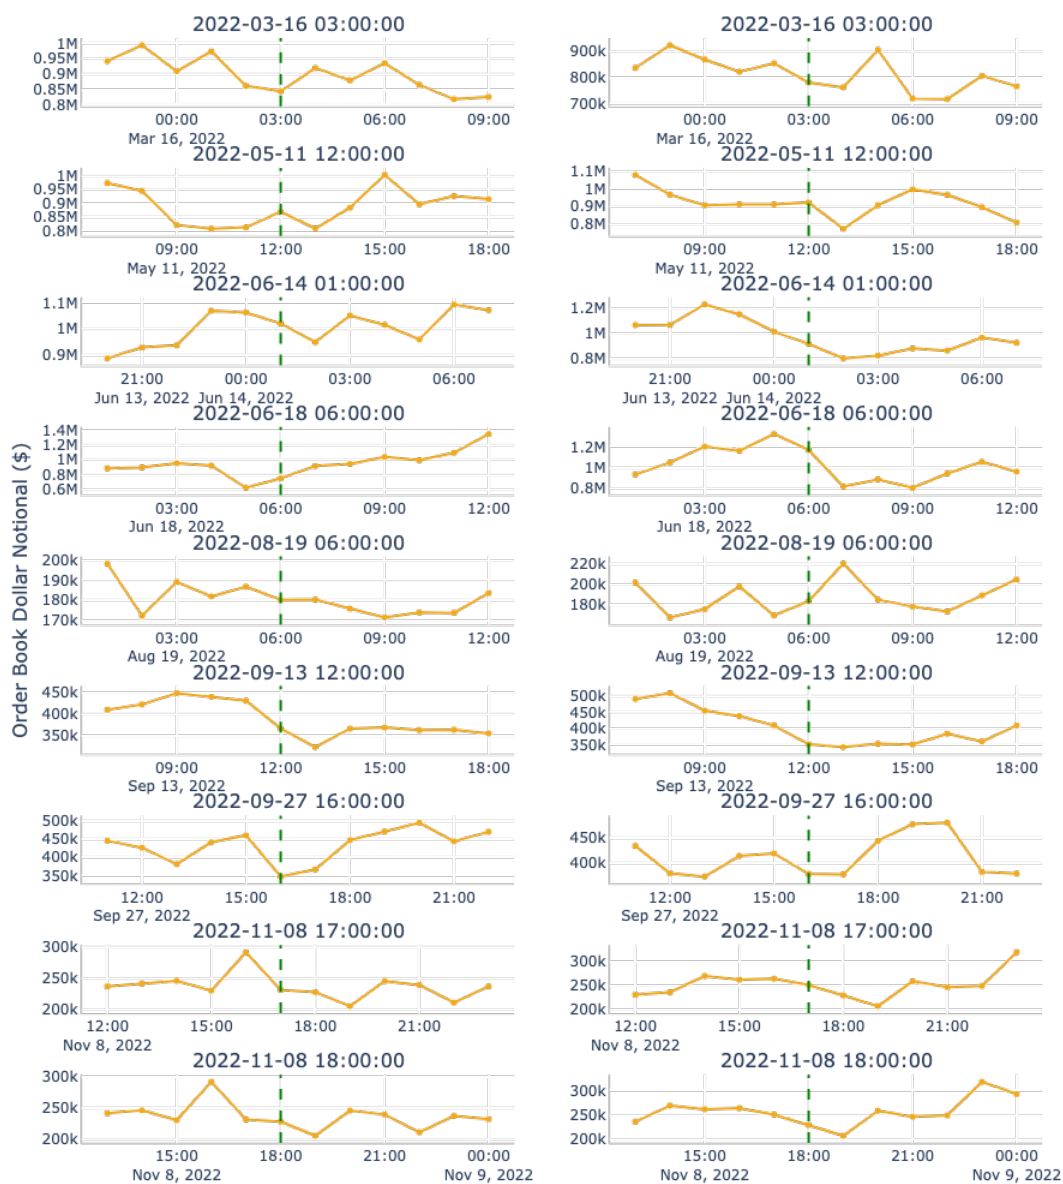 2022-03-16 03:00:00
1M
0.95M
0.9M
0.85M
0.8M
00:00 03:00 06:00 09:00
Mar 16, 2022
2022-03-16 03:00:00
900k
800k
700k
00:00 03:00 06:00 09:00
Mar 16, 2022
2022-05-11 12:00:00
1M
0.95M
0.9M
0.85M
0.8M
09:00 12:00 15:00 18:00
May 11, 2022
2022-05-11 12:00:00
1.1M
1M
0.9M
0.8M
09:00 12:00 15:00 18:00
May 11, 2022
2022-06-14 01:00:00
1.1M
1M
0.9M
21:00 00:00 03:00 06:00
Jun 13, 2022 Jun 14, 2022
2022-06-14 01:00:00
1.2M
1M
0.8M
21:00 00:00 03:00 06:00
Jun 13, 2022 Jun 14, 2022
Order Book Dollar Notional ($)
2022-06-18 06:00:00
1.4M
1.2M
1M
0.8M
0.6M
03:00 06:00 09:00 12:00
Jun 18, 2022
2022-06-18 06:00:00
1.2M
1M
0.8M
03:00 06:00 09:00 12:00
Jun 18, 2022
2022-08-19 06:00:00
200k
190k
180k
170k
03:00 06:00 09:00 12:00
Aug 19, 2022
2022-08-19 06:00:00
220k
200k
180k
03:00 06:00 09:00 12:00
Aug 19, 2022
2022-09-13 12:00:00
450k
400k
350k
09:00 12:00 15:00 18:00
Sep 13, 2022
2022-09-13 12:00:00
500k
450k
400k
350k
09:00 12:00 15:00 18:00
Sep 13, 2022
2022-09-27 16:00:00
500k
450k
400k
350k
12:00 15:00 18:00 21:00
Sep 27, 2022
2022-09-27 16:00:00
450k
400k
12:00 15:00 18:00 21:00
Sep 27, 2022
2022-11-08 17:00:00
300k
250k
200k
12:00 15:00 18:00 21:00
Nov 8, 2022
2022-11-08 17:00:00
300k
250k
200k
12:00 15:00 18:00 21:00
Nov 8, 2022
2022-11-08 18:00:00
300k
250k
200k
15:00 18:00 21:00 00:00
Nov 8, 2022 Nov 9, 2022
2022-11-08 18:00:00
300k
250k
200k
15:00 18:00 21:00 00:00
Nov 8, 2022 Nov 9, 2022